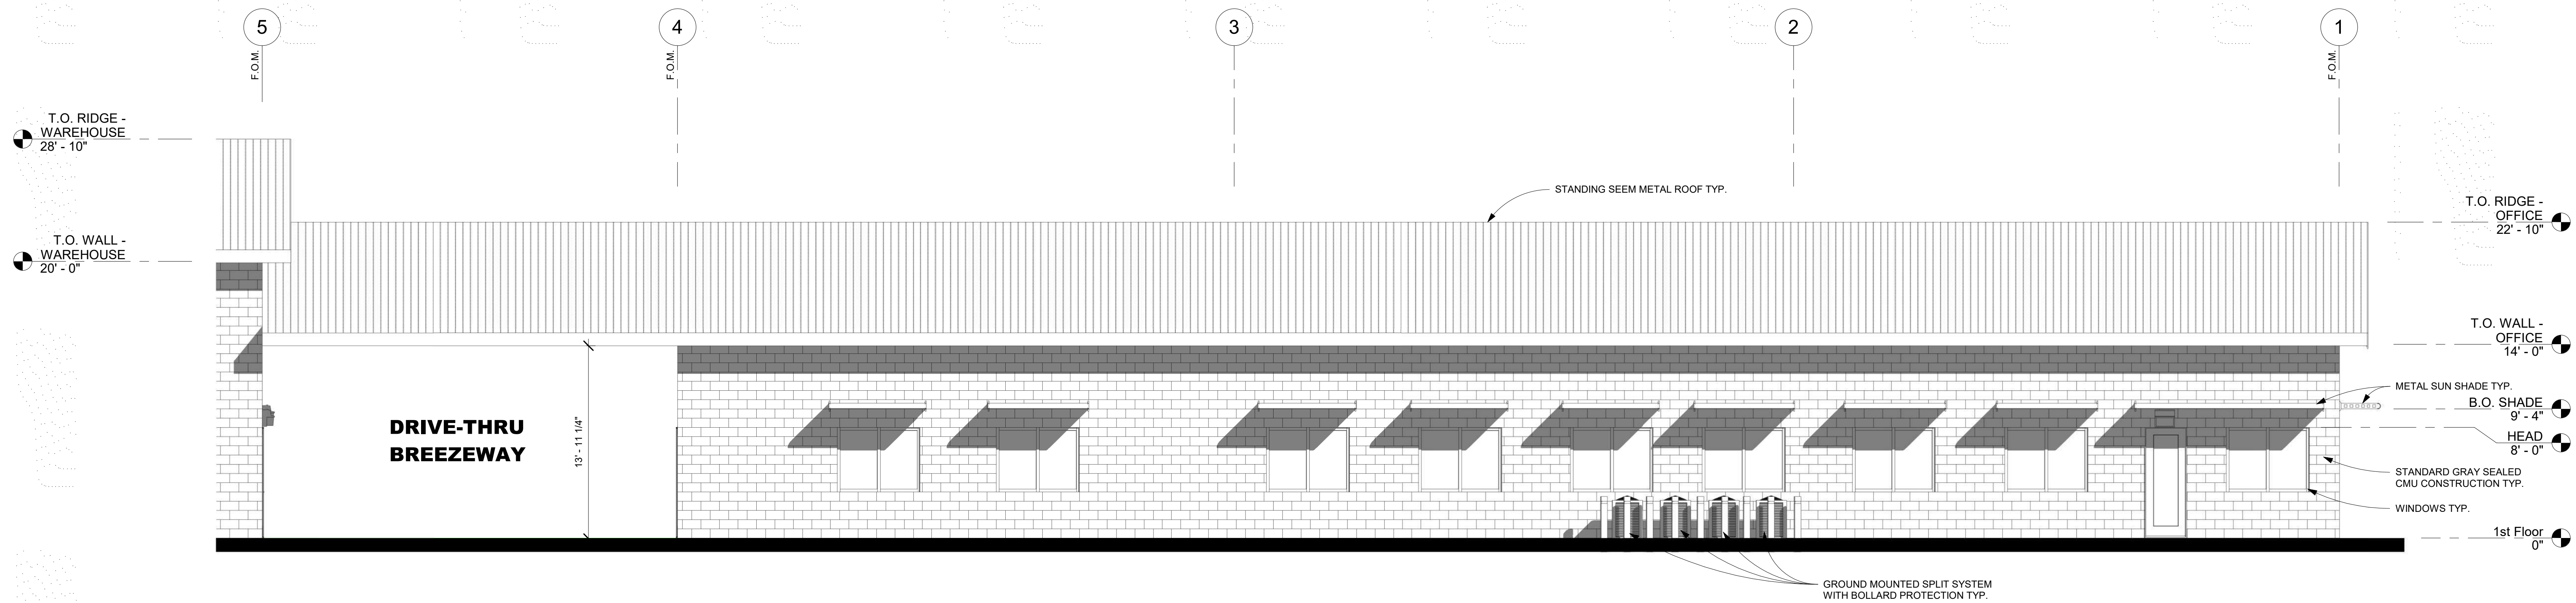 5
4
3
2
1
F.O.M.
F.O.M.
F.O.M.
T.O. RIDGE -
WAREHOUSE
28' - 10"
T.O. WALL -
WAREHOUSE
20' - 0"
STANDING SEEM METAL ROOF TYP.
T.O. RIDGE -
OFFICE
22' - 10"
T.O. WALL -
OFFICE
14' - 0"
METAL SUN SHADE TYP.
B.O. SHADE
9' - 4"
HEAD
8' - 0"
STANDARD GRAY SEALED
CMU CONSTRUCTION TYP.
WINDOWS TYP.
1st Floor
0"
DRIVE-THRU
BREEZEWAY
13' - 11 1/4"
GROUND MOUNTED SPLIT SYSTEM
WITH BOLLARD PROTECTION TYP.